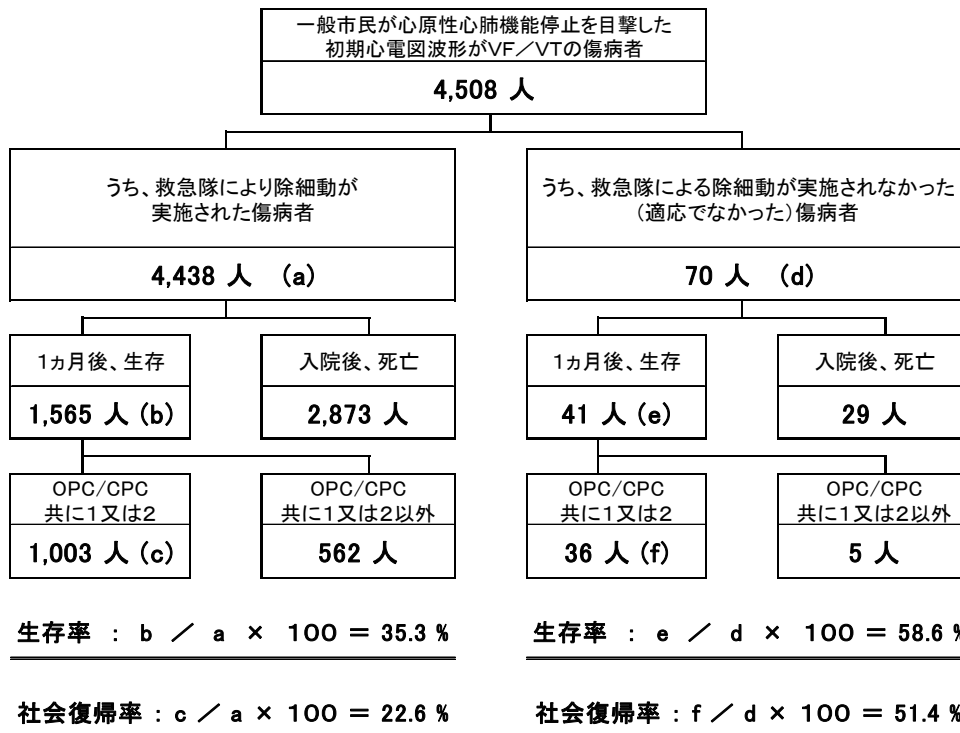 一般市民が心原性心肺機能停止を目撃した
初期心電図波形がVF/VTの傷病者
4,508 人
うち、救急隊により除細動が
実施された傷病者
4,438 人 (a)
うち、救急隊による除細動が実施されなかった
(適応でなかった)傷病者
70 人 (d)
1ヵ月後、生存
1,565 人 (b)
入院後、死亡
2,873 人
1ヵ月後、生存
41 人 (e)
入院後、死亡
29 人
OPC/CPC
共に1又は2
1,003 人 (c)
OPC/CPC
共に1又は2以外
562 人
OPC/CPC
共に1又は2
36 人 (f)
OPC/CPC
共に1又は2以外
5 人
生存率 : b / a × 100 = 35.3 %
生存率 : e / d × 100 = 58.6 %
社会復帰率 : c / a × 100 = 22.6 %
社会復帰率 : f / d × 100 = 51.4 %